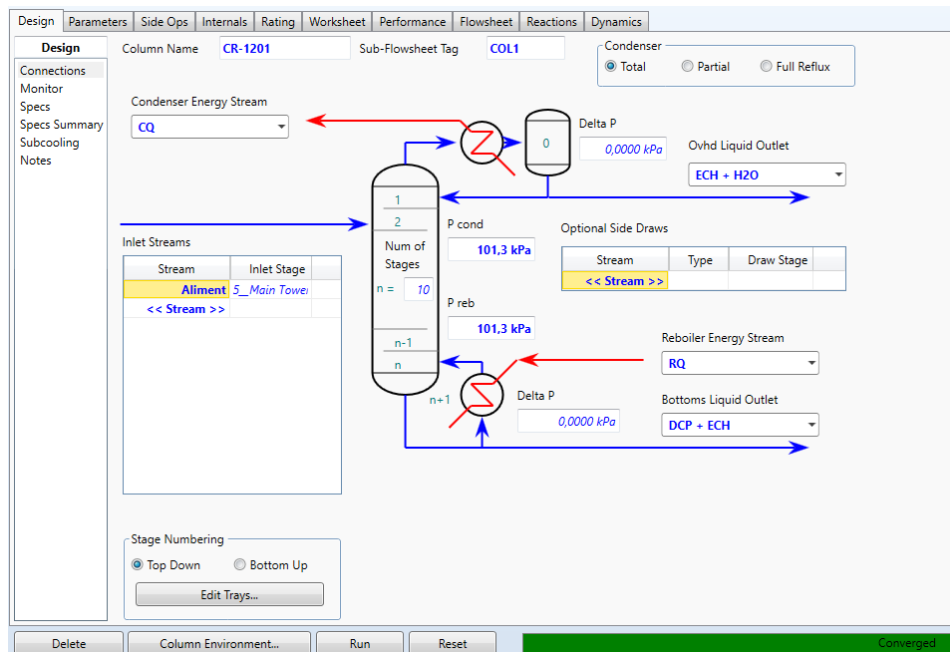 Design Parameters Side Ops Internals Rating Worksheet Performance Flowsheet Reactions Dynamics
Design
Connections
Monitor
Specs
Specs Summary
Subcooling
Notes
Column Name CR-1201 Sub-Flowsheet Tag COL1
Condenser
Total Partial Full Reflux
Condenser Energy Stream
CQ
0
Delta P
0,0000 kPa
Ovhd Liquid Outlet
ECH + H2O
1
2
Num of
Stages
n = 10
n-1
n
n+1
Inlet Streams
Stream Inlet Stage
Aliment 5__Main Tower
<< Stream >>
P cond
101,3 kPa
P reb
101,3 kPa
Optional Side Draws
Stream Type Draw Stage
<< Stream >>
Reboiler Energy Stream
RQ
Delta P
0,0000 kPa
Bottoms Liquid Outlet
DCP + ECH
Stage Numbering
Top Down Bottom Up
Edit Trays...
Delete Column Environment... Run Reset Converged